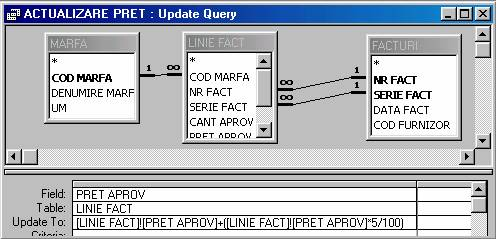 ACTUALIZARE PRET : Update Query
MARFA
*
COD MARFA
DENUMIRE MARF
UM
1
∞
LINIE FACT
*
COD MARFA
NR FACT
SERIE FACT
CANT APROV
PRET APROV
∞
∞
1
1
FACTURI
*
NR FACT
SERIE FACT
DATA FACT
COD FURNIZOR
Field: PRET APROV
Table: LINIE FACT
Update To: [LINIE FACT]![PRET APROV]+([LINIE FACT]![PRET APROV]*5/100)
Criteria: